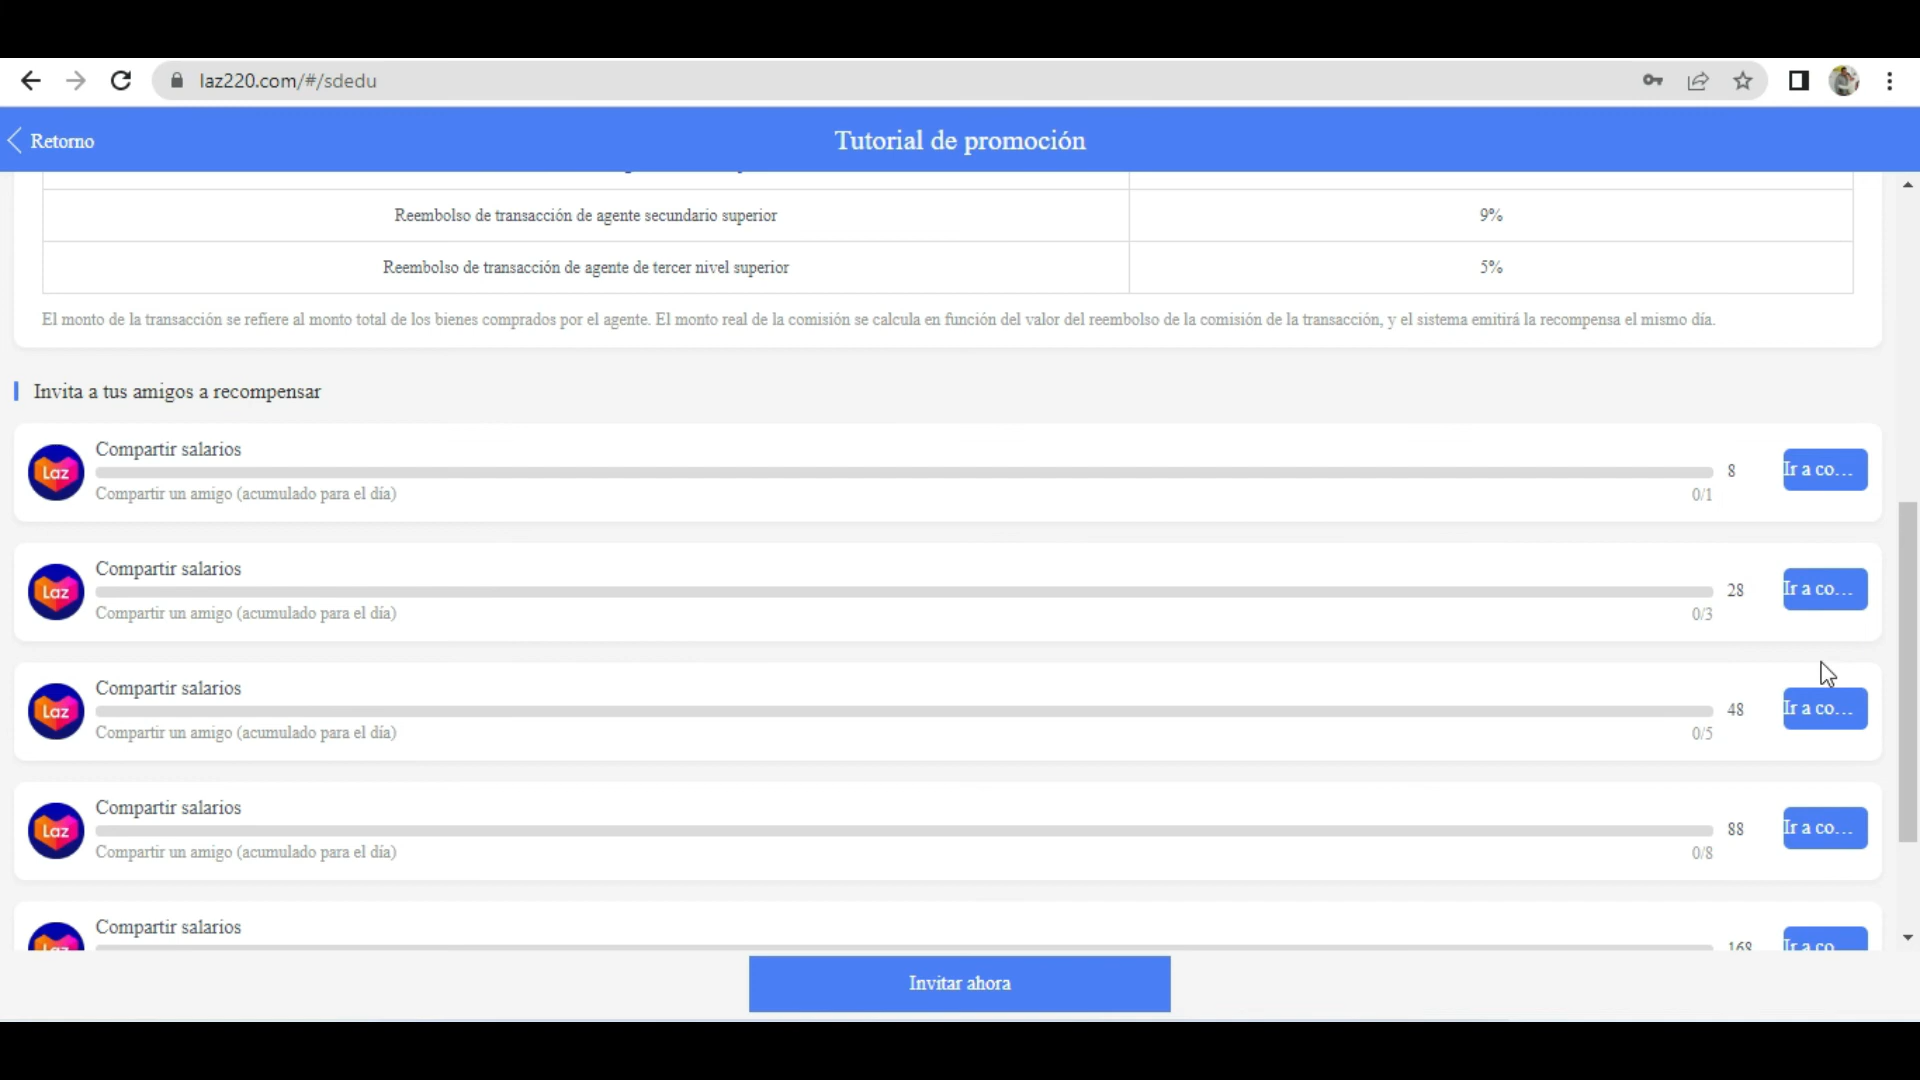 laz220.com/#/sdedu
Retorno
Tutorial de promoción
Reembolso de transacción de agente secundario superior 9%
Reembolso de transacción de agente de tercer nivel superior 5%
El monto de la transacción se refiere al monto total de los bienes comprados por el agente. El monto real de la comisión se calcula en función del valor del reembolso de la comisión de la transacción, y el sistema emitirá la recompensa el mismo día.
Invita a tus amigos a recompensar
Laz
Compartir salarios
8
Compartir un amigo (acumulado para el día)
0/1
Ir a co...
Laz
Compartir salarios
28
Compartir un amigo (acumulado para el día)
0/3
Ir a co...
Laz
Compartir salarios
48
Compartir un amigo (acumulado para el día)
0/5
Ir a co...
Laz
Compartir salarios
88
Compartir un amigo (acumulado para el día)
0/8
Ir a co...
Laz
Compartir salarios
168
Ir a co
Invitar ahora